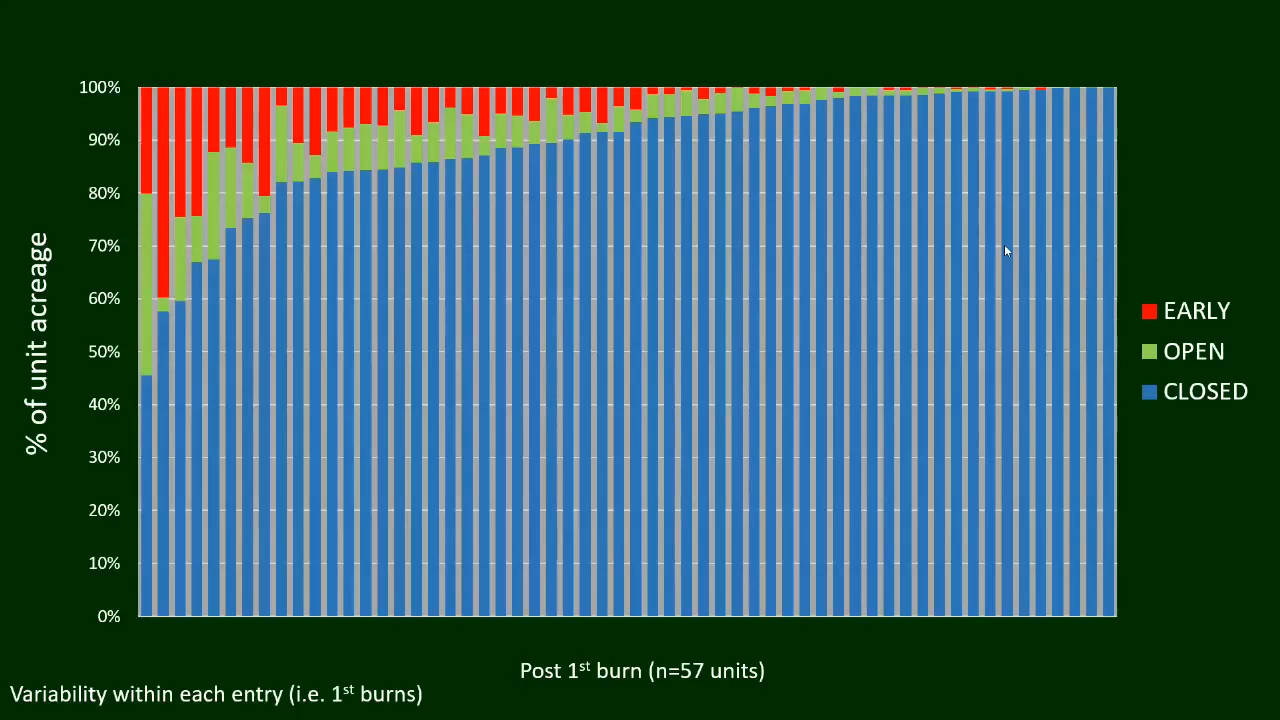 100%
90%
80%
70%
60%
50%
40%
30%
20%
10%
0%
% of unit acreage
EARLY
OPEN
CLOSED
Post 1st burn (n=57 units)
Variability within each entry (i.e. 1st burns)